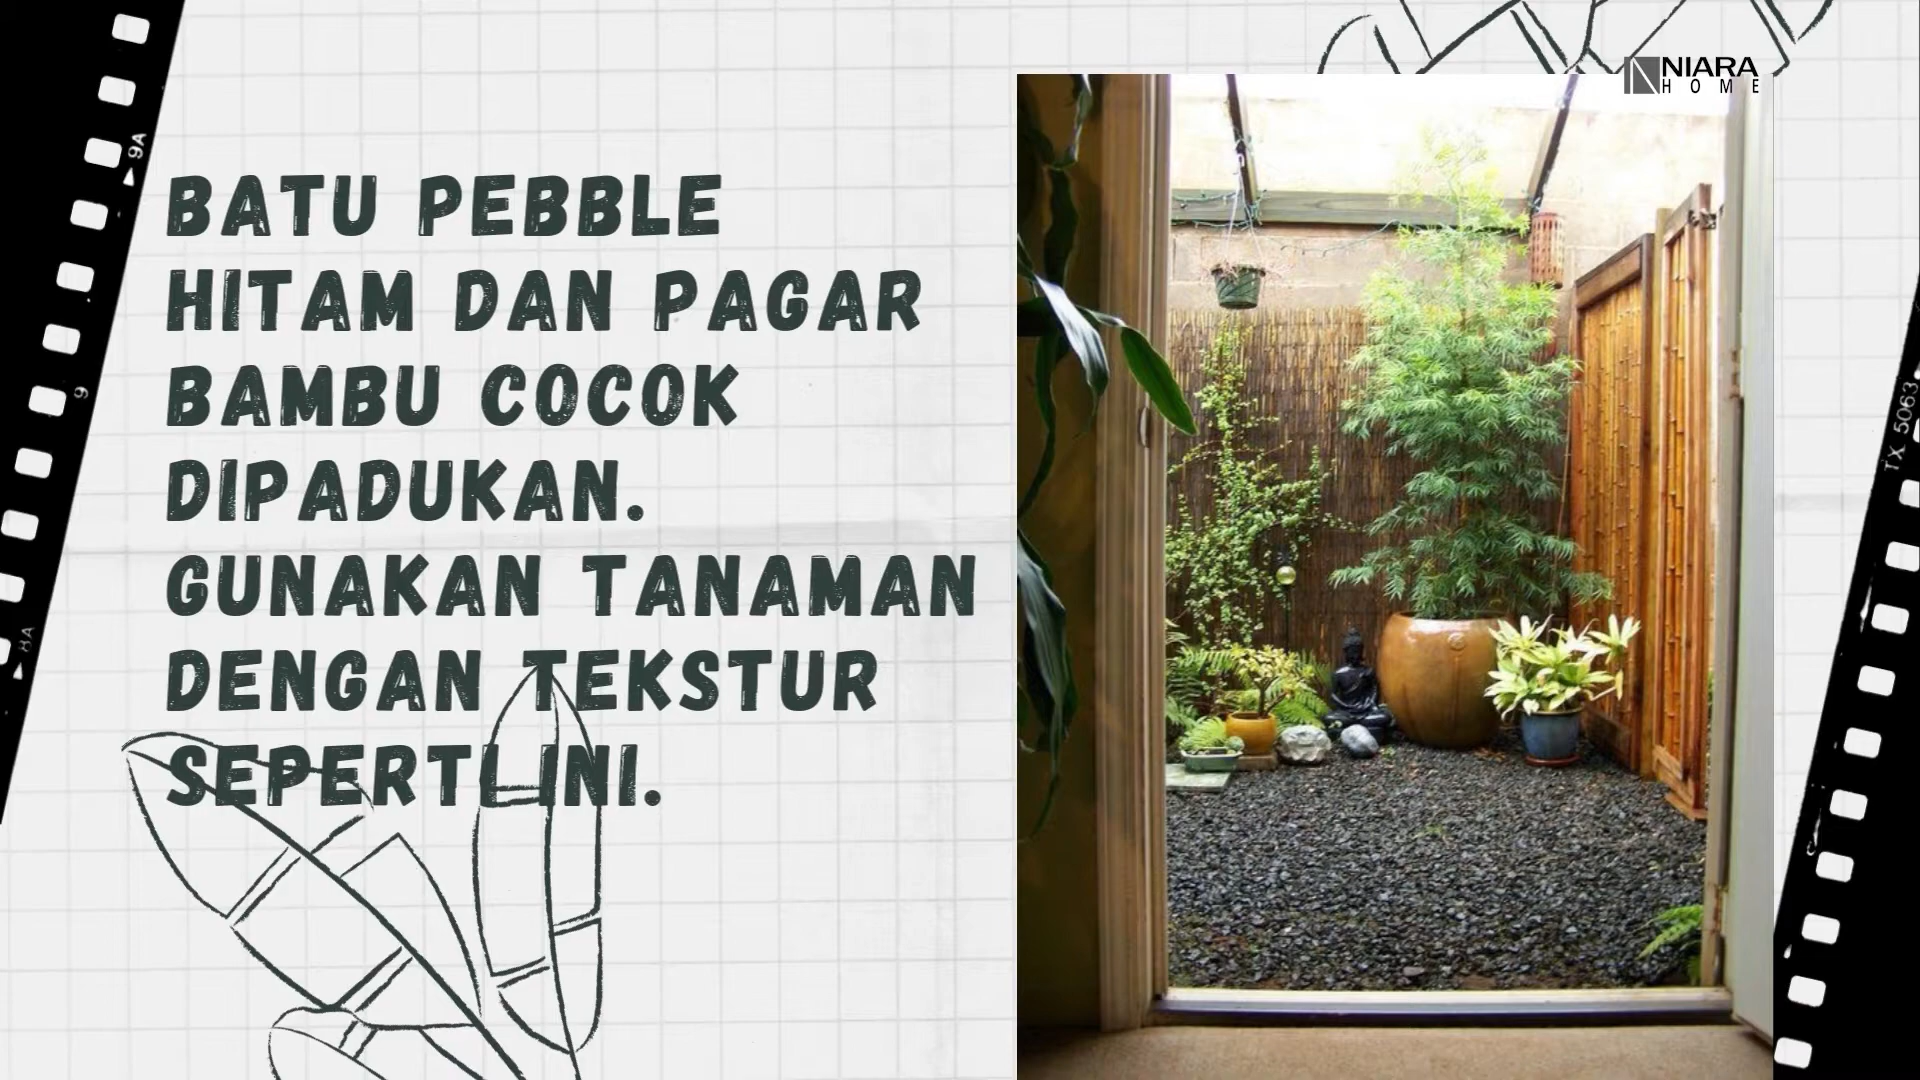 NIARA
HOME
BATU PEBBLE
HITAM DAN PAGAR
BAMBU COCOK
DIPADUKAN.
GUNAKAN TANAMAN
DENGAN TEKSTUR
SEPERTI INI.
9A
9
8A
TX 5063